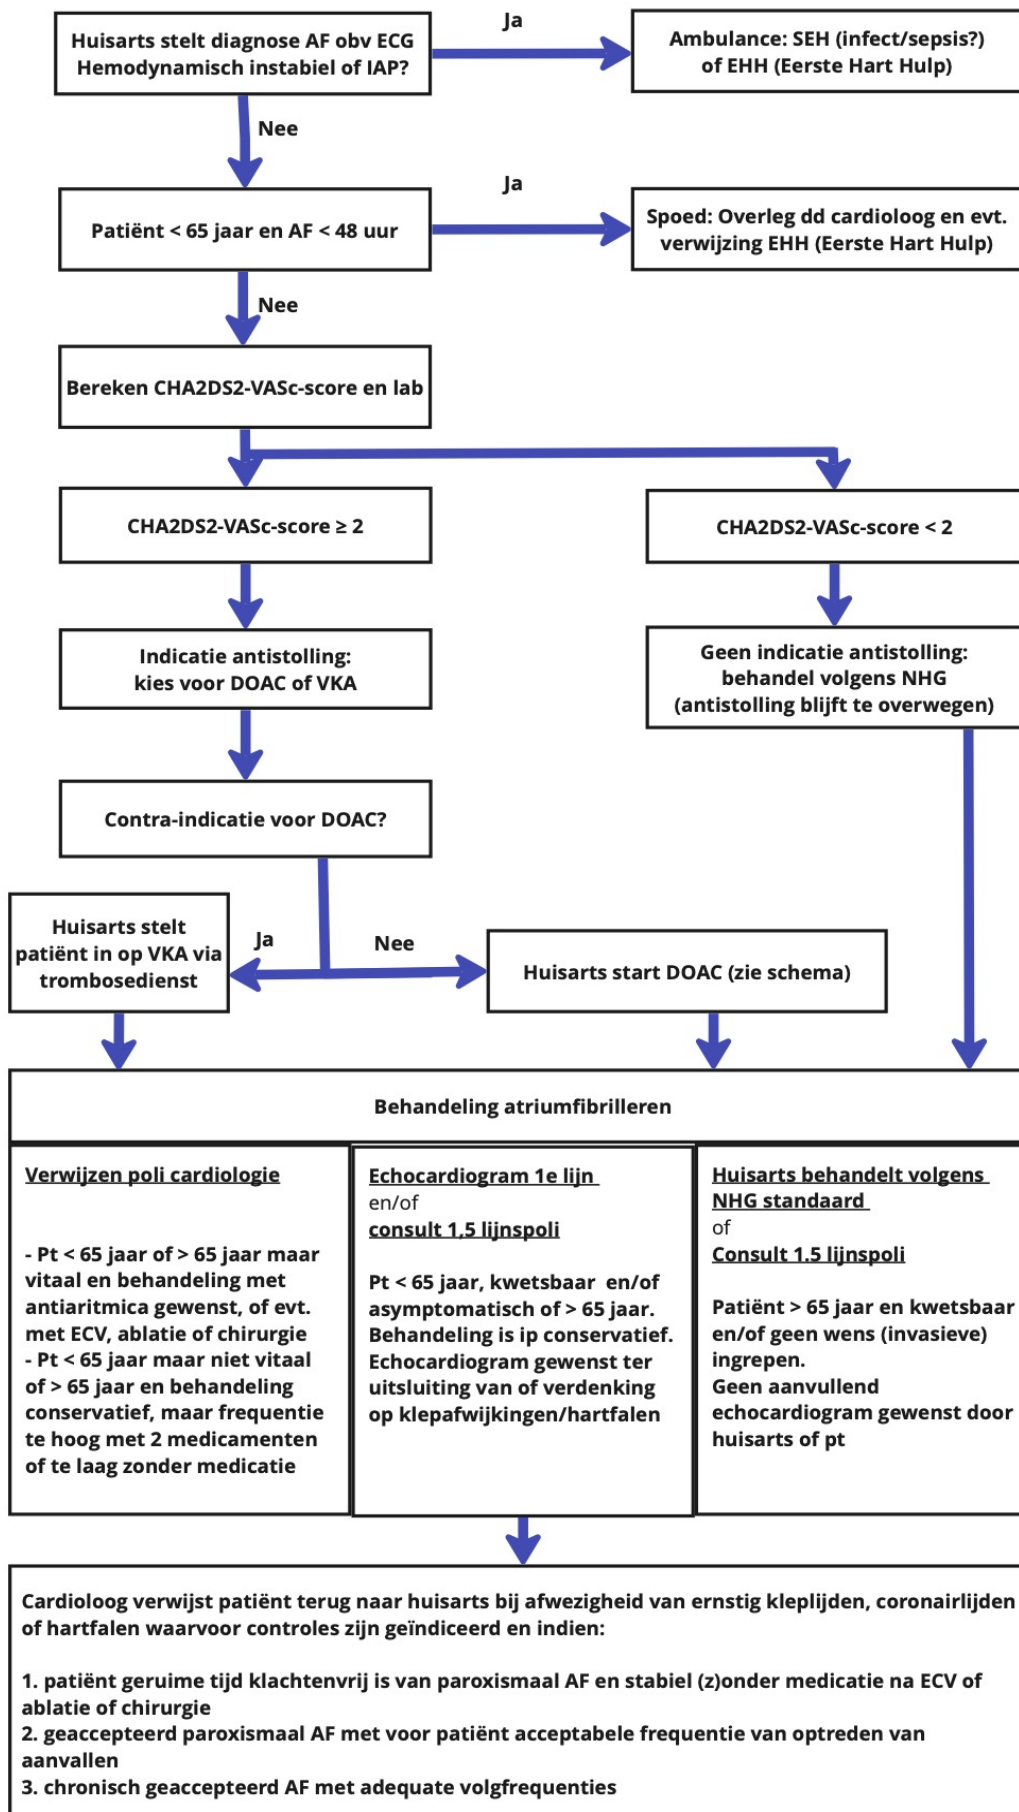 Huisarts stelt diagnose AF obv ECG
Hemodynamisch instabiel of IAP?
Ja
Ambulance: SEH (infect/sepsis?)
of EHH (Eerste Hart Hulp)
Nee
Patiënt < 65 jaar en AF < 48 uur
Ja
Spoed: Overleg dd cardioloog en evt.
verwijzing EHH (Eerste Hart Hulp)
Nee
Bereken CHA2DS2-VASc-score en lab
CHA2DS2-VASc-score ≥ 2
CHA2DS2-VASc-score < 2
Indicatie antistolling:
kies voor DOAC of VKA
Geen indicatie antistolling:
behandel volgens NHG
(antistolling blijft te overwegen)
Contra-indicatie voor DOAC?
Huisarts stelt
patiënt in op VKA via
trombosedienst
Ja
Nee
Huisarts start DOAC (zie schema)
Behandeling atriumfibrilleren
Verwijzen poli cardiologie
- Pt < 65 jaar of > 65 jaar maar
vitaal en behandeling met
antiaritmica gewenst, of evt.
met ECV, ablatie of chirurgie
- Pt < 65 jaar maar niet vitaal
of > 65 jaar en behandeling
conservatief, maar frequentie
te hoog met 2 medicamenten
of te laag zonder medicatie
Echocardiogram 1e lijn
en/of
consult 1,5 lijnspoli
Pt < 65 jaar, kwetsbaar en/of
asymptomatisch of > 65 jaar.
Behandeling is ip conservatief.
Echocardiogram gewenst ter
uitsluiting van of verdenking
op klepafwijkingen/hartfalen
Huisarts behandelt volgens
NHG standaard
of
Consult 1.5 lijnspoli
Patiënt > 65 jaar en kwetsbaar
en/of geen wens (invasieve)
ingrepen.
Geen aanvullend
echocardiogram gewenst door
huisarts of pt
Cardioloog verwijst patiënt terug naar huisarts bij afwezigheid van ernstig kleplijden, coronairlijden
of hartfalen waarvoor controles zijn geïndiceerd en indien:
1. patiënt geruime tijd klachtenvrij is van paroxismaal AF en stabiel (z)onder medicatie na ECV of
ablatie of chirurgie
2. geaccepteerd paroxismaal AF met voor patiënt acceptabele frequentie van optreden van
aanvallen
3. chronisch geaccepteerd AF met adequate volgfrequenties